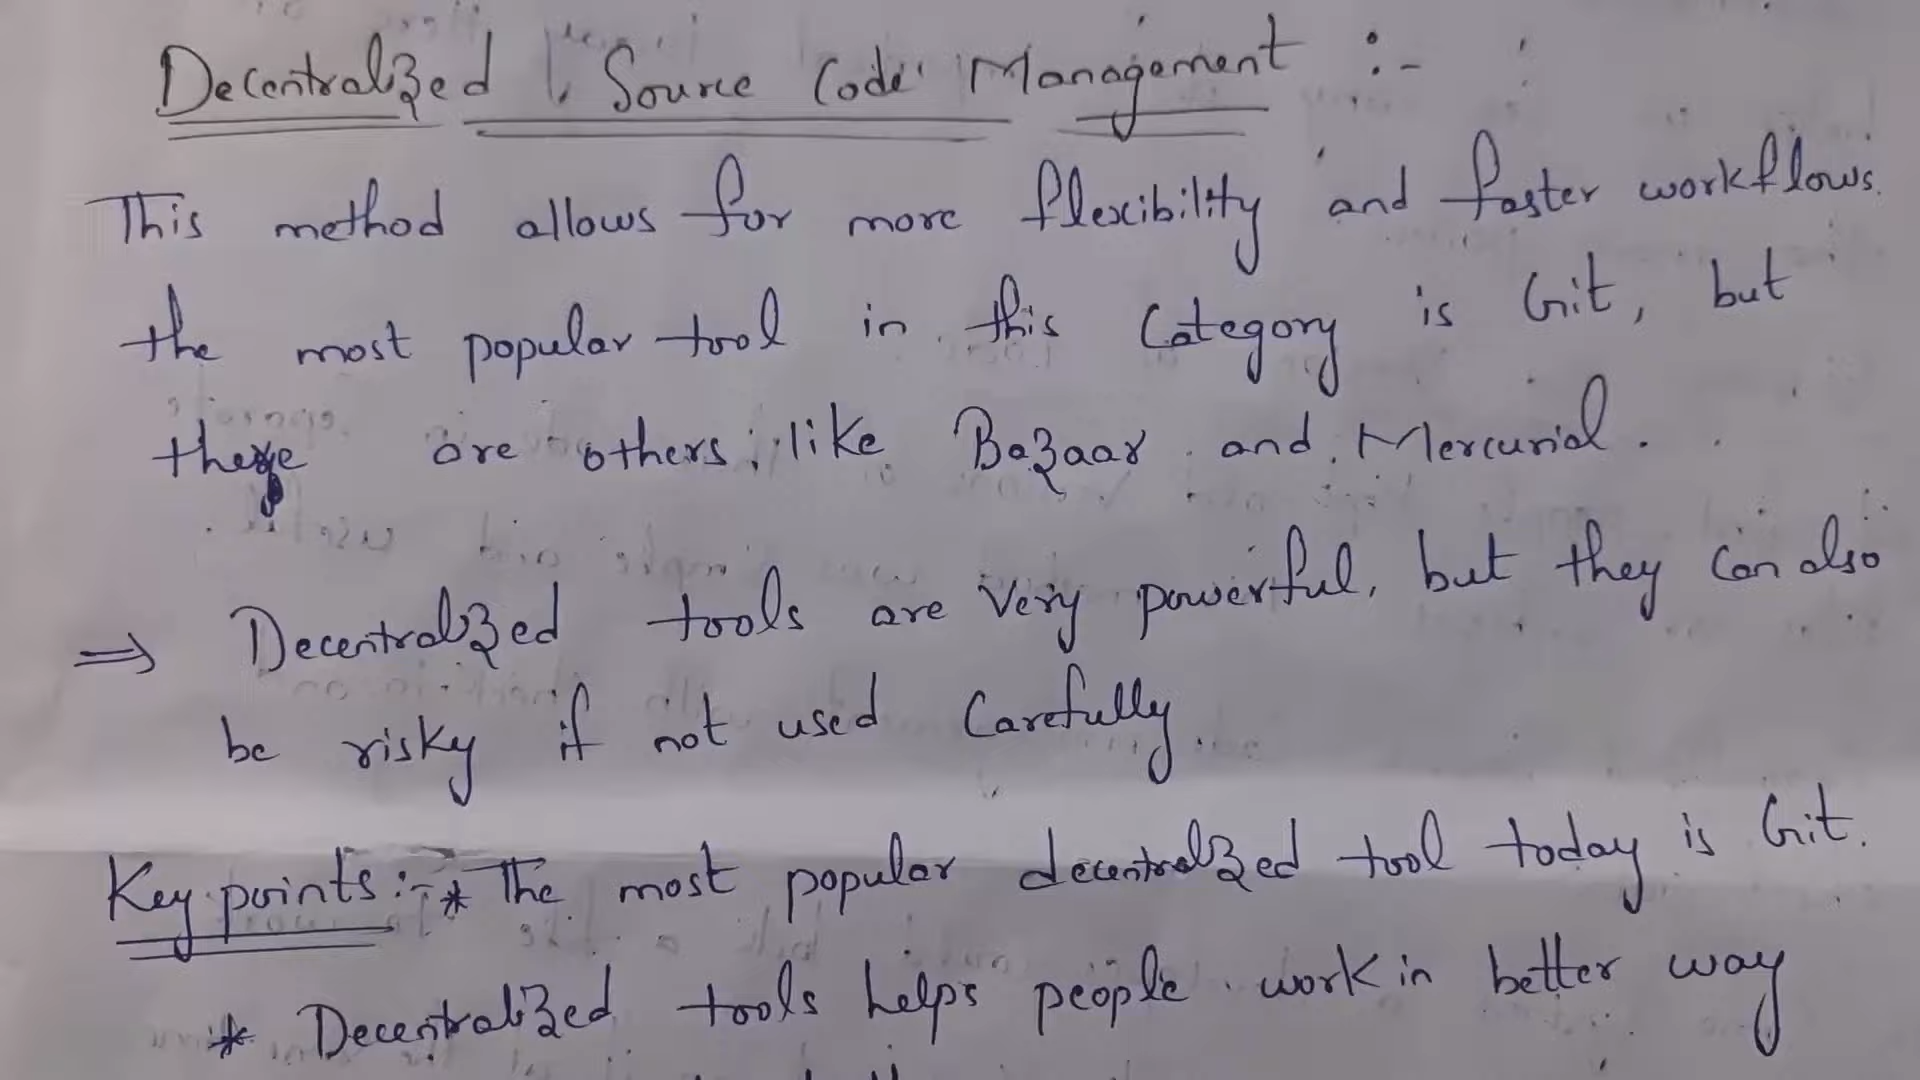 Decentralized Source Code Management :-
This method allows for more flexibility and faster workflows.
the most popular tool in this Category is Git, but
there are others like Bazaar and Mercurial.
⇒ Decentralized tools are Very powerful, but they Can also
be risky if not used Carefully.
Key points :- * The most popular decentralized tool today is Git.
* Decentralized tools helps people work in better way